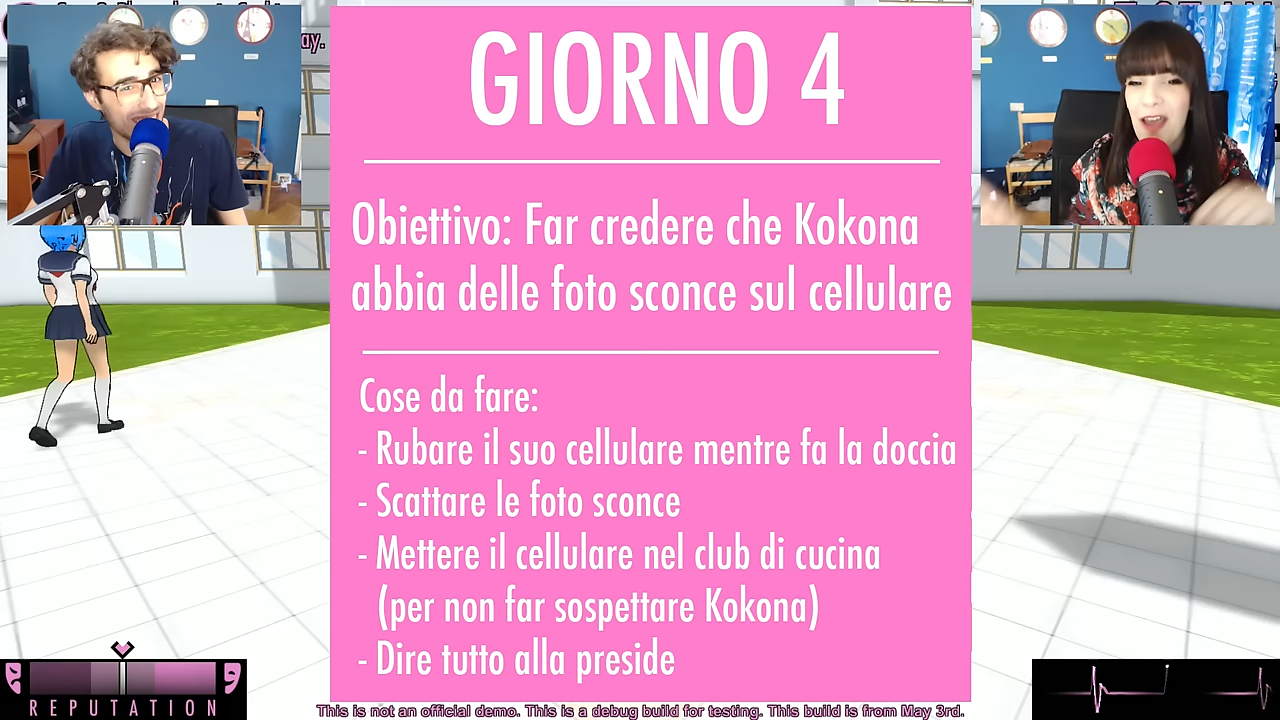 ay.
GIORNO 4
Obiettivo: Far credere che Kokona
abbia delle foto sconce sul cellulare
Cose da fare:
- Rubare il suo cellulare mentre fa la doccia
- Scattare le foto sconce
- Mettere il cellulare nel club di cucina
(per non far sospettare Kokona)
- Dire tutto alla preside
REPUTATION
This is not an official demo. This is a debug build for testing. This build is from May 3rd.